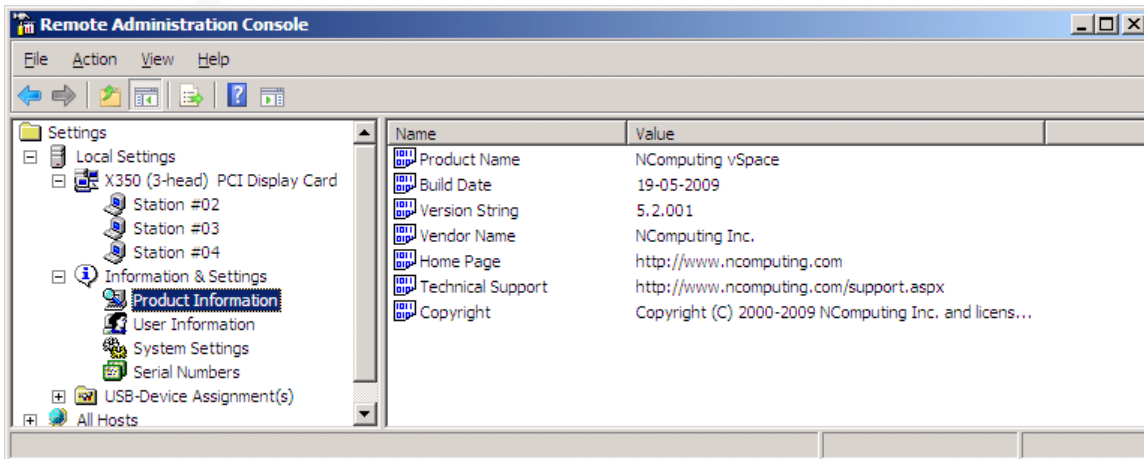 Remote Administration Console
File Action View Help
Settings
Local Settings
X350 (3-head) PCI Display Card
Station #02
Station #03
Station #04
Information & Settings
Product Information
User Information
System Settings
Serial Numbers
USB-Device Assignment(s)
All Hosts
Name Value
Product Name NComputing vSpace
Build Date 19-05-2009
Version String 5.2.001
Vendor Name NComputing Inc.
Home Page http://www.ncomputing.com
Technical Support http://www.ncomputing.com/support.aspx
Copyright Copyright (C) 2000-2009 NComputing Inc. and licens...